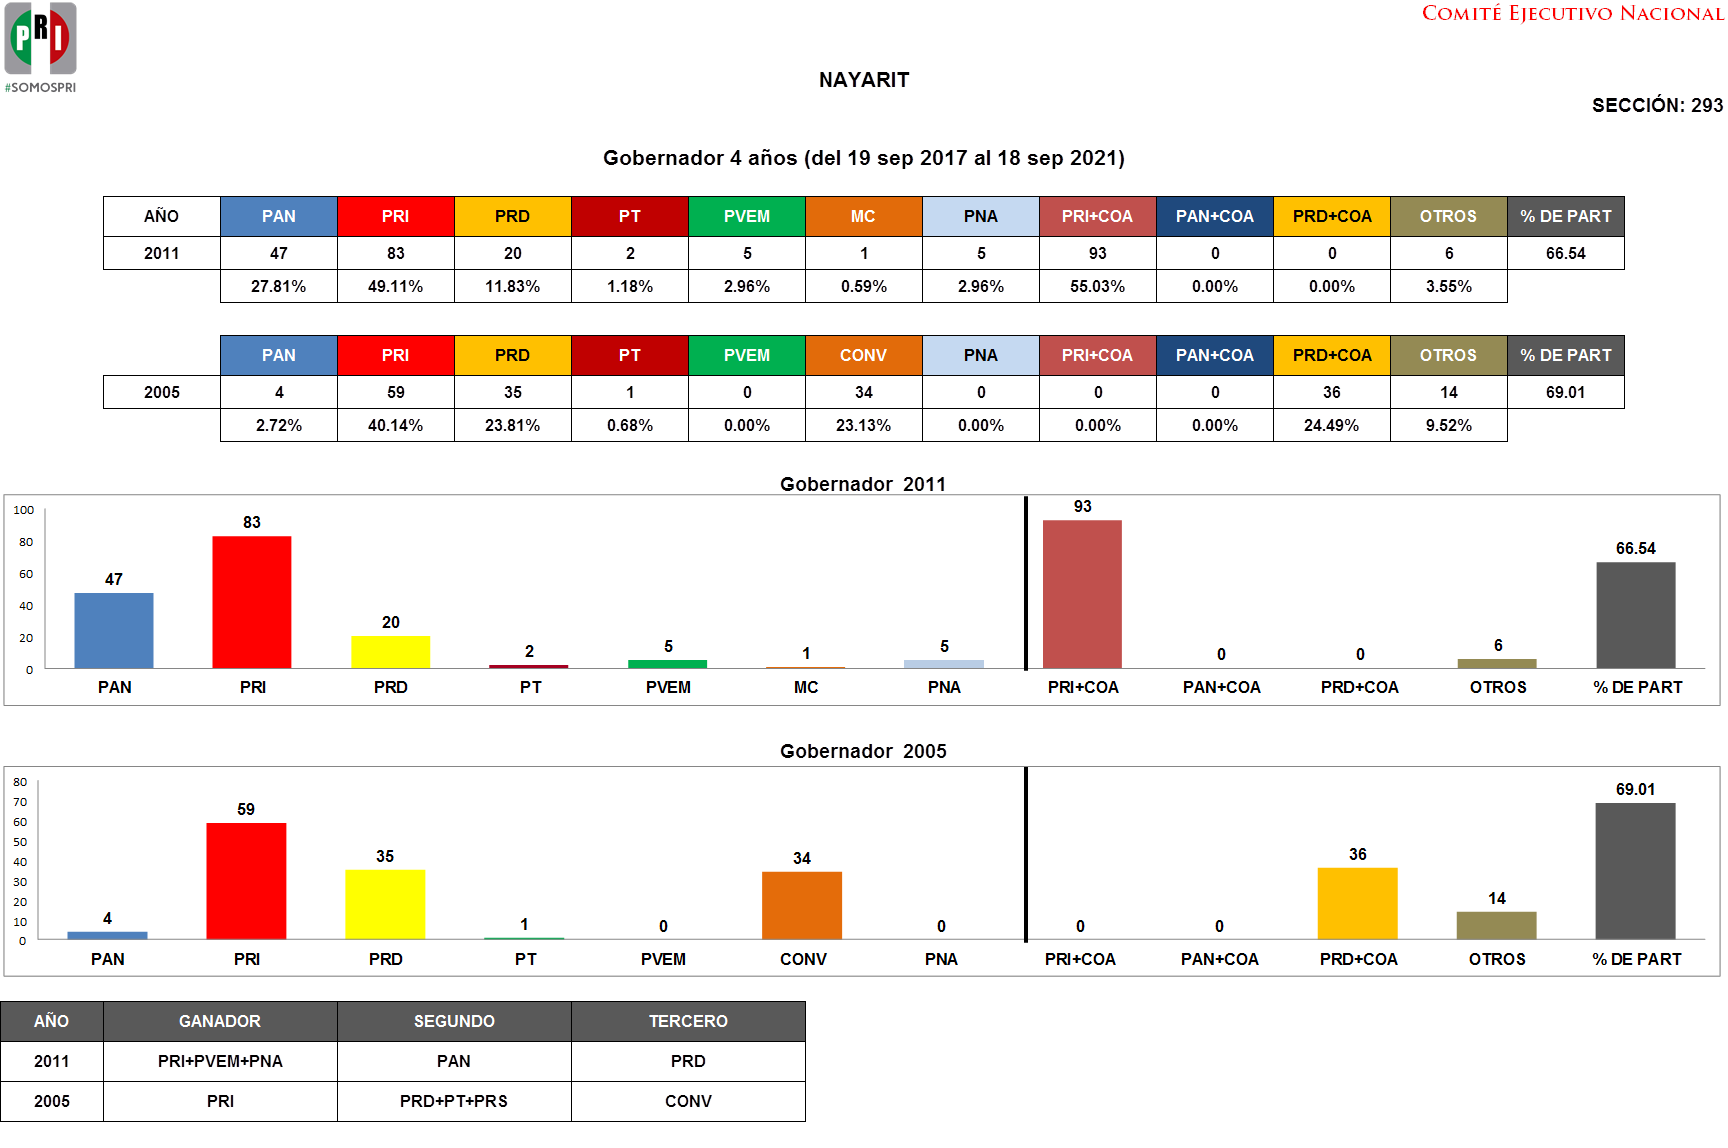 PRI
#SOMOSPRI
COMITÉ EJECUTIVO NACIONAL
NAYARIT
SECCIÓN: 293
Gobernador 4 años (del 19 sep 2017 al 18 sep 2021)
AÑO PAN PRI PRD PT PVEM MC PNA PRI+COA PAN+COA PRD+COA OTROS % DE PART
2011 47 83 20 2 5 1 5 93 0 0 6 66.54
27.81% 49.11% 11.83% 1.18% 2.96% 0.59% 2.96% 55.03% 0.00% 0.00% 3.55%
PAN PRI PRD PT PVEM CONV PNA PRI+COA PAN+COA PRD+COA OTROS % DE PART
2005 4 59 35 1 0 34 0 0 0 36 14 69.01
2.72% 40.14% 23.81% 0.68% 0.00% 23.13% 0.00% 0.00% 0.00% 24.49% 9.52%
Gobernador 2011
100
80
60
40
20
0
47 83 20 2 5 1 5 93 0 0 6 66.54
PAN PRI PRD PT PVEM MC PNA PRI+COA PAN+COA PRD+COA OTROS % DE PART
Gobernador 2005
80
70
60
50
40
30
20
10
0
4 59 35 1 0 34 0 0 0 36 14 69.01
PAN PRI PRD PT PVEM CONV PNA PRI+COA PAN+COA PRD+COA OTROS % DE PART
AÑO GANADOR SEGUNDO TERCERO
2011 PRI+PVEM+PNA PAN PRD
2005 PRI PRD+PT+PRS CONV